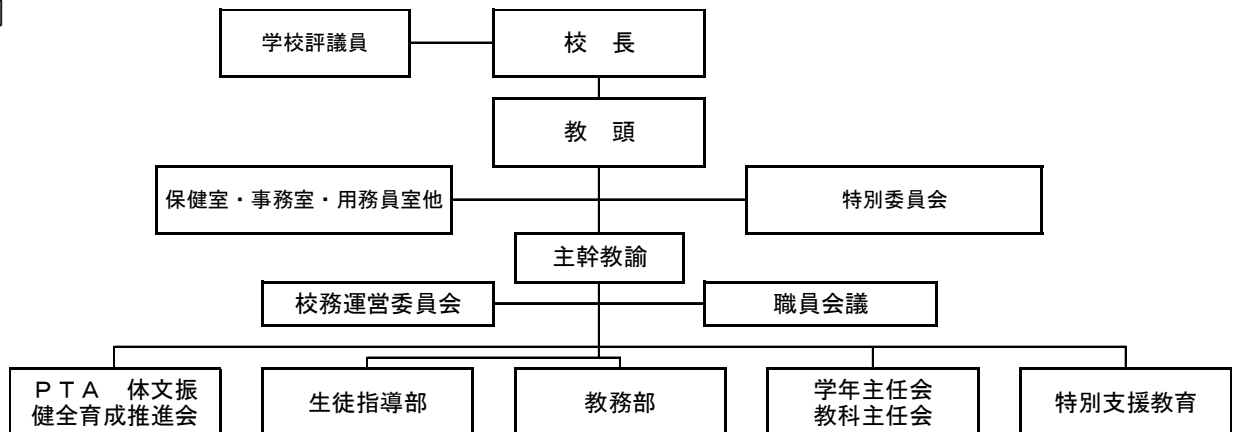 学校評議員
校　長
教　頭
保健室・事務室・用務員室他
特別委員会
主幹教諭
校務運営委員会
職員会議
ＰＴＡ　体文振
健全育成推進会
生徒指導部
教務部
学年主任会
教科主任会
特別支援教育